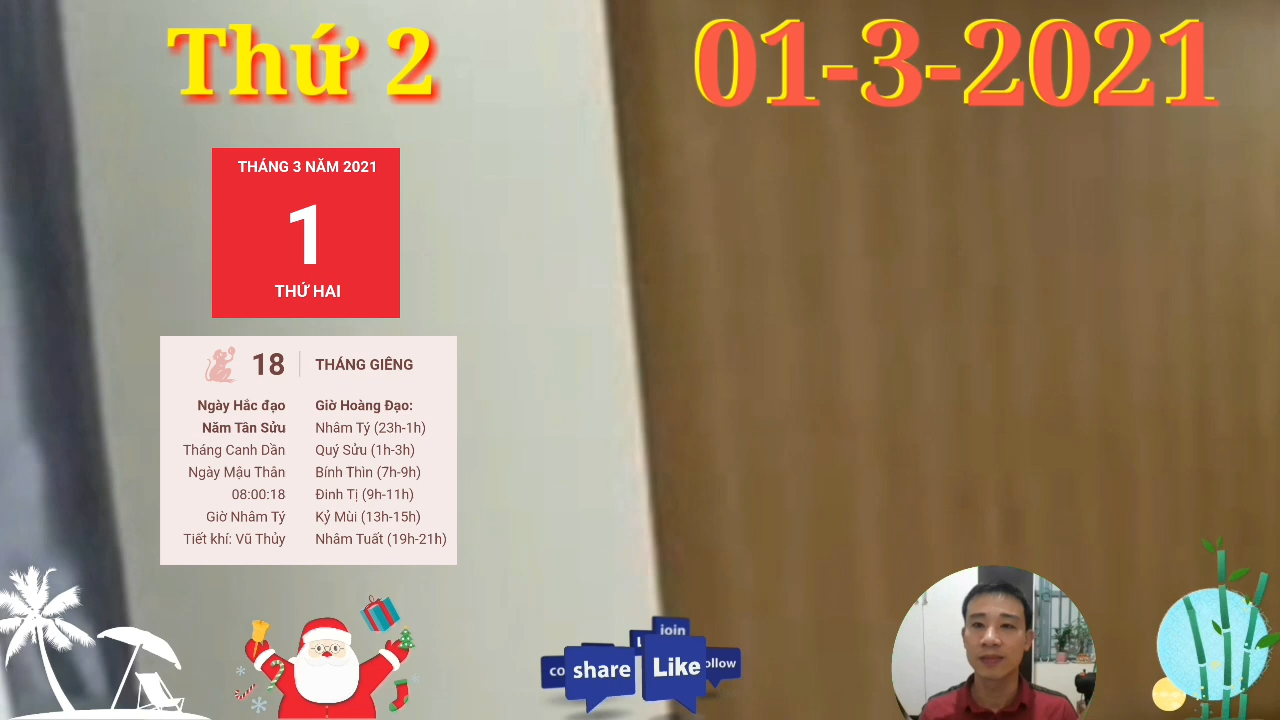 Thứ 2
01-3-2021
THÁNG 3 NĂM 2021
1
THỨ HAI
18 THÁNG GIÊNG
Ngày Hắc đạo
Năm Tân Sửu
Tháng Canh Dần
Ngày Mậu Thân
08:00:18
Giờ Nhâm Tý
Tiết khí: Vũ Thủy
Giờ Hoàng Đạo:
Nhâm Tý (23h-1h)
Quý Sửu (1h-3h)
Bính Thìn (7h-9h)
Đinh Tị (9h-11h)
Kỷ Mùi (13h-15h)
Nhâm Tuất (19h-21h)
join
share
Like
ollow
co